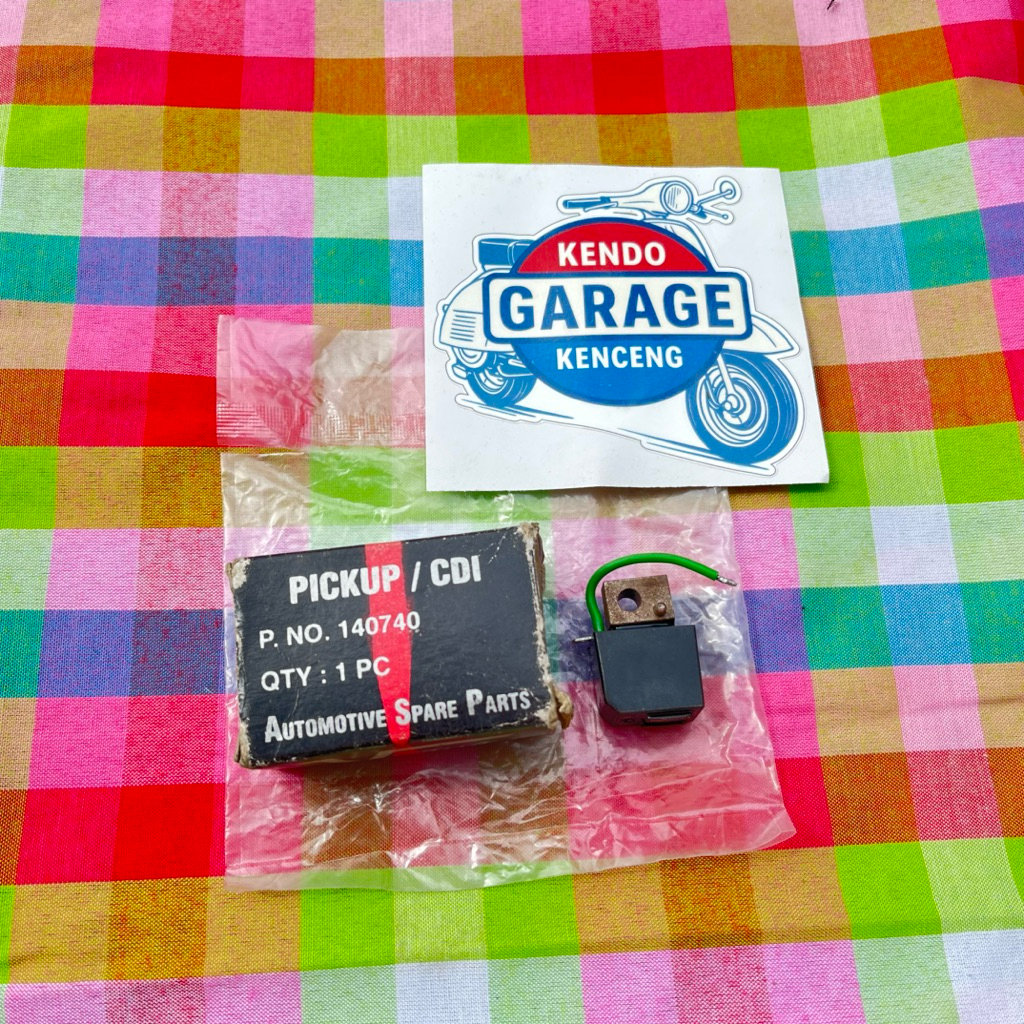 KENDO
GARAGE
KENCENG
PICKUP / CDI
P. NO. 140740
QTY : 1 PC
AUTOMOTIVE SPARE PARTS